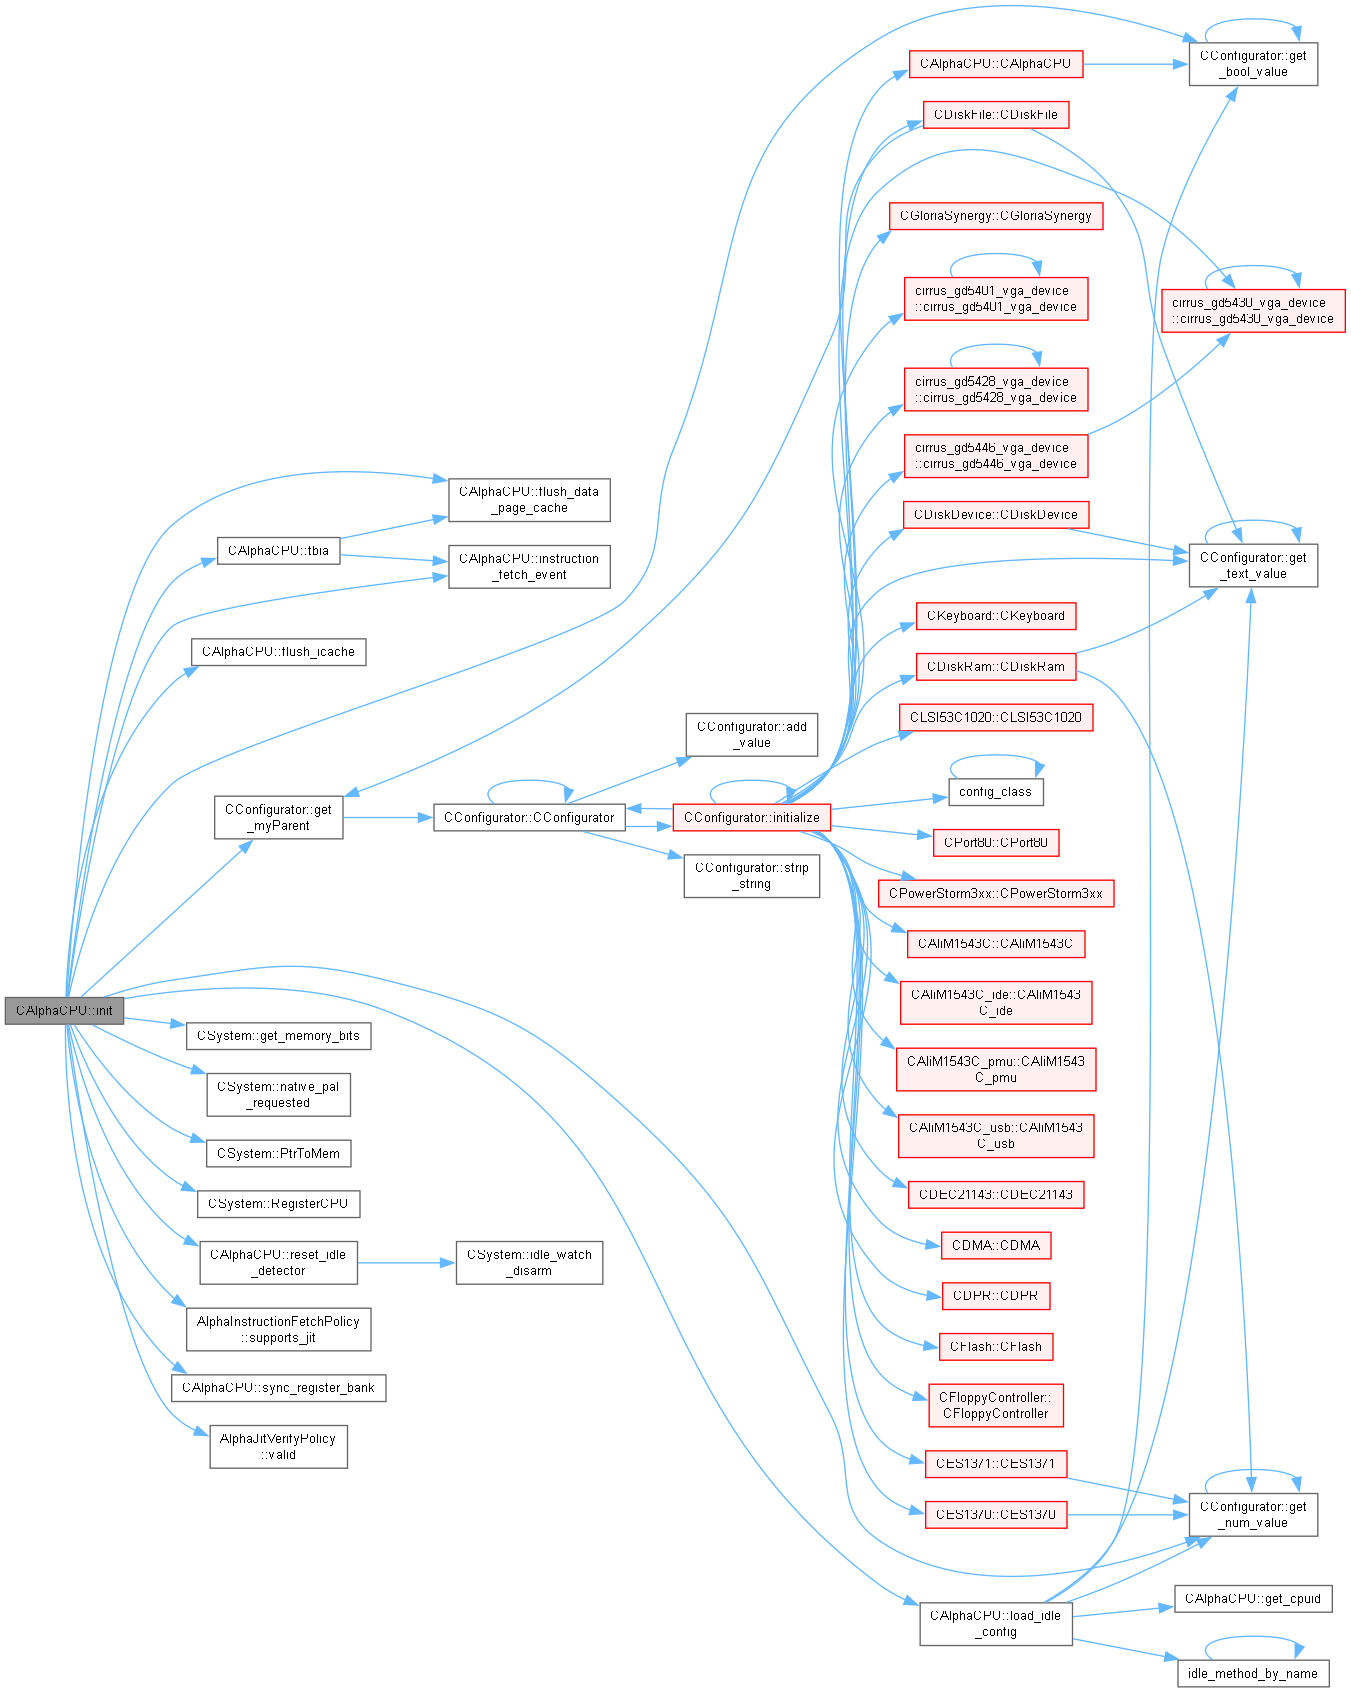 CAlphaCPU::init
CAlphaCPU::flush_data
_page_cache
CAlphaCPU::tbia
CAlphaCPU::instruction
_fetch_event
CAlphaCPU::flush_icache
CConfigurator::get
_myParent
CSystem::get_memory_bits
CSystem::native_pal
_requested
CSystem::PtrToMem
CSystem::RegisterCPU
CAlphaCPU::reset_idle
_detector
CSystem::idle_watch
_disarm
AlphaInstructionFetchPolicy
::supports_jit
CAlphaCPU::sync_register_bank
AlphaJitVerifyPolicy
::valid
CConfigurator::CConfigurator
CConfigurator::add
_value
CConfigurator::initialize
CConfigurator::strip
_string
CAlphaCPU::CAlphaCPU
CDiskFile::CDiskFile
CGloriaSynergy::CGloriaSynergy
cirrus_gd5401_vga_device
::cirrus_gd5401_vga_device
cirrus_gd5428_vga_device
::cirrus_gd5428_vga_device
cirrus_gd5446_vga_device
::cirrus_gd5446_vga_device
CDiskDevice::CDiskDevice
CKeyboard::CKeyboard
CDiskRam::CDiskRam
CLSI53C1020::CLSI53C1020
config_class
CPort80::CPort80
CPowerStorm3xx::CPowerStorm3xx
CAliM1543C::CAliM1543C
CAliM1543C_ide::CAliM1543
C_ide
CAliM1543C_pmu::CAliM1543
C_pmu
CAliM1543C_usb::CAliM1543
C_usb
CDEC21143::CDEC21143
CDMA::CDMA
CDPR::CDPR
CFlash::CFlash
CFloppyController::
CFloppyController
CES1371::CES1371
CES1370::CES1370
CAlphaCPU::load_idle
_config
CConfigurator::get
_bool_value
cirrus_gd5430_vga_device
::cirrus_gd5430_vga_device
CConfigurator::get
_text_value
CConfigurator::get
_num_value
CAlphaCPU::get_cpuid
idle_method_by_name